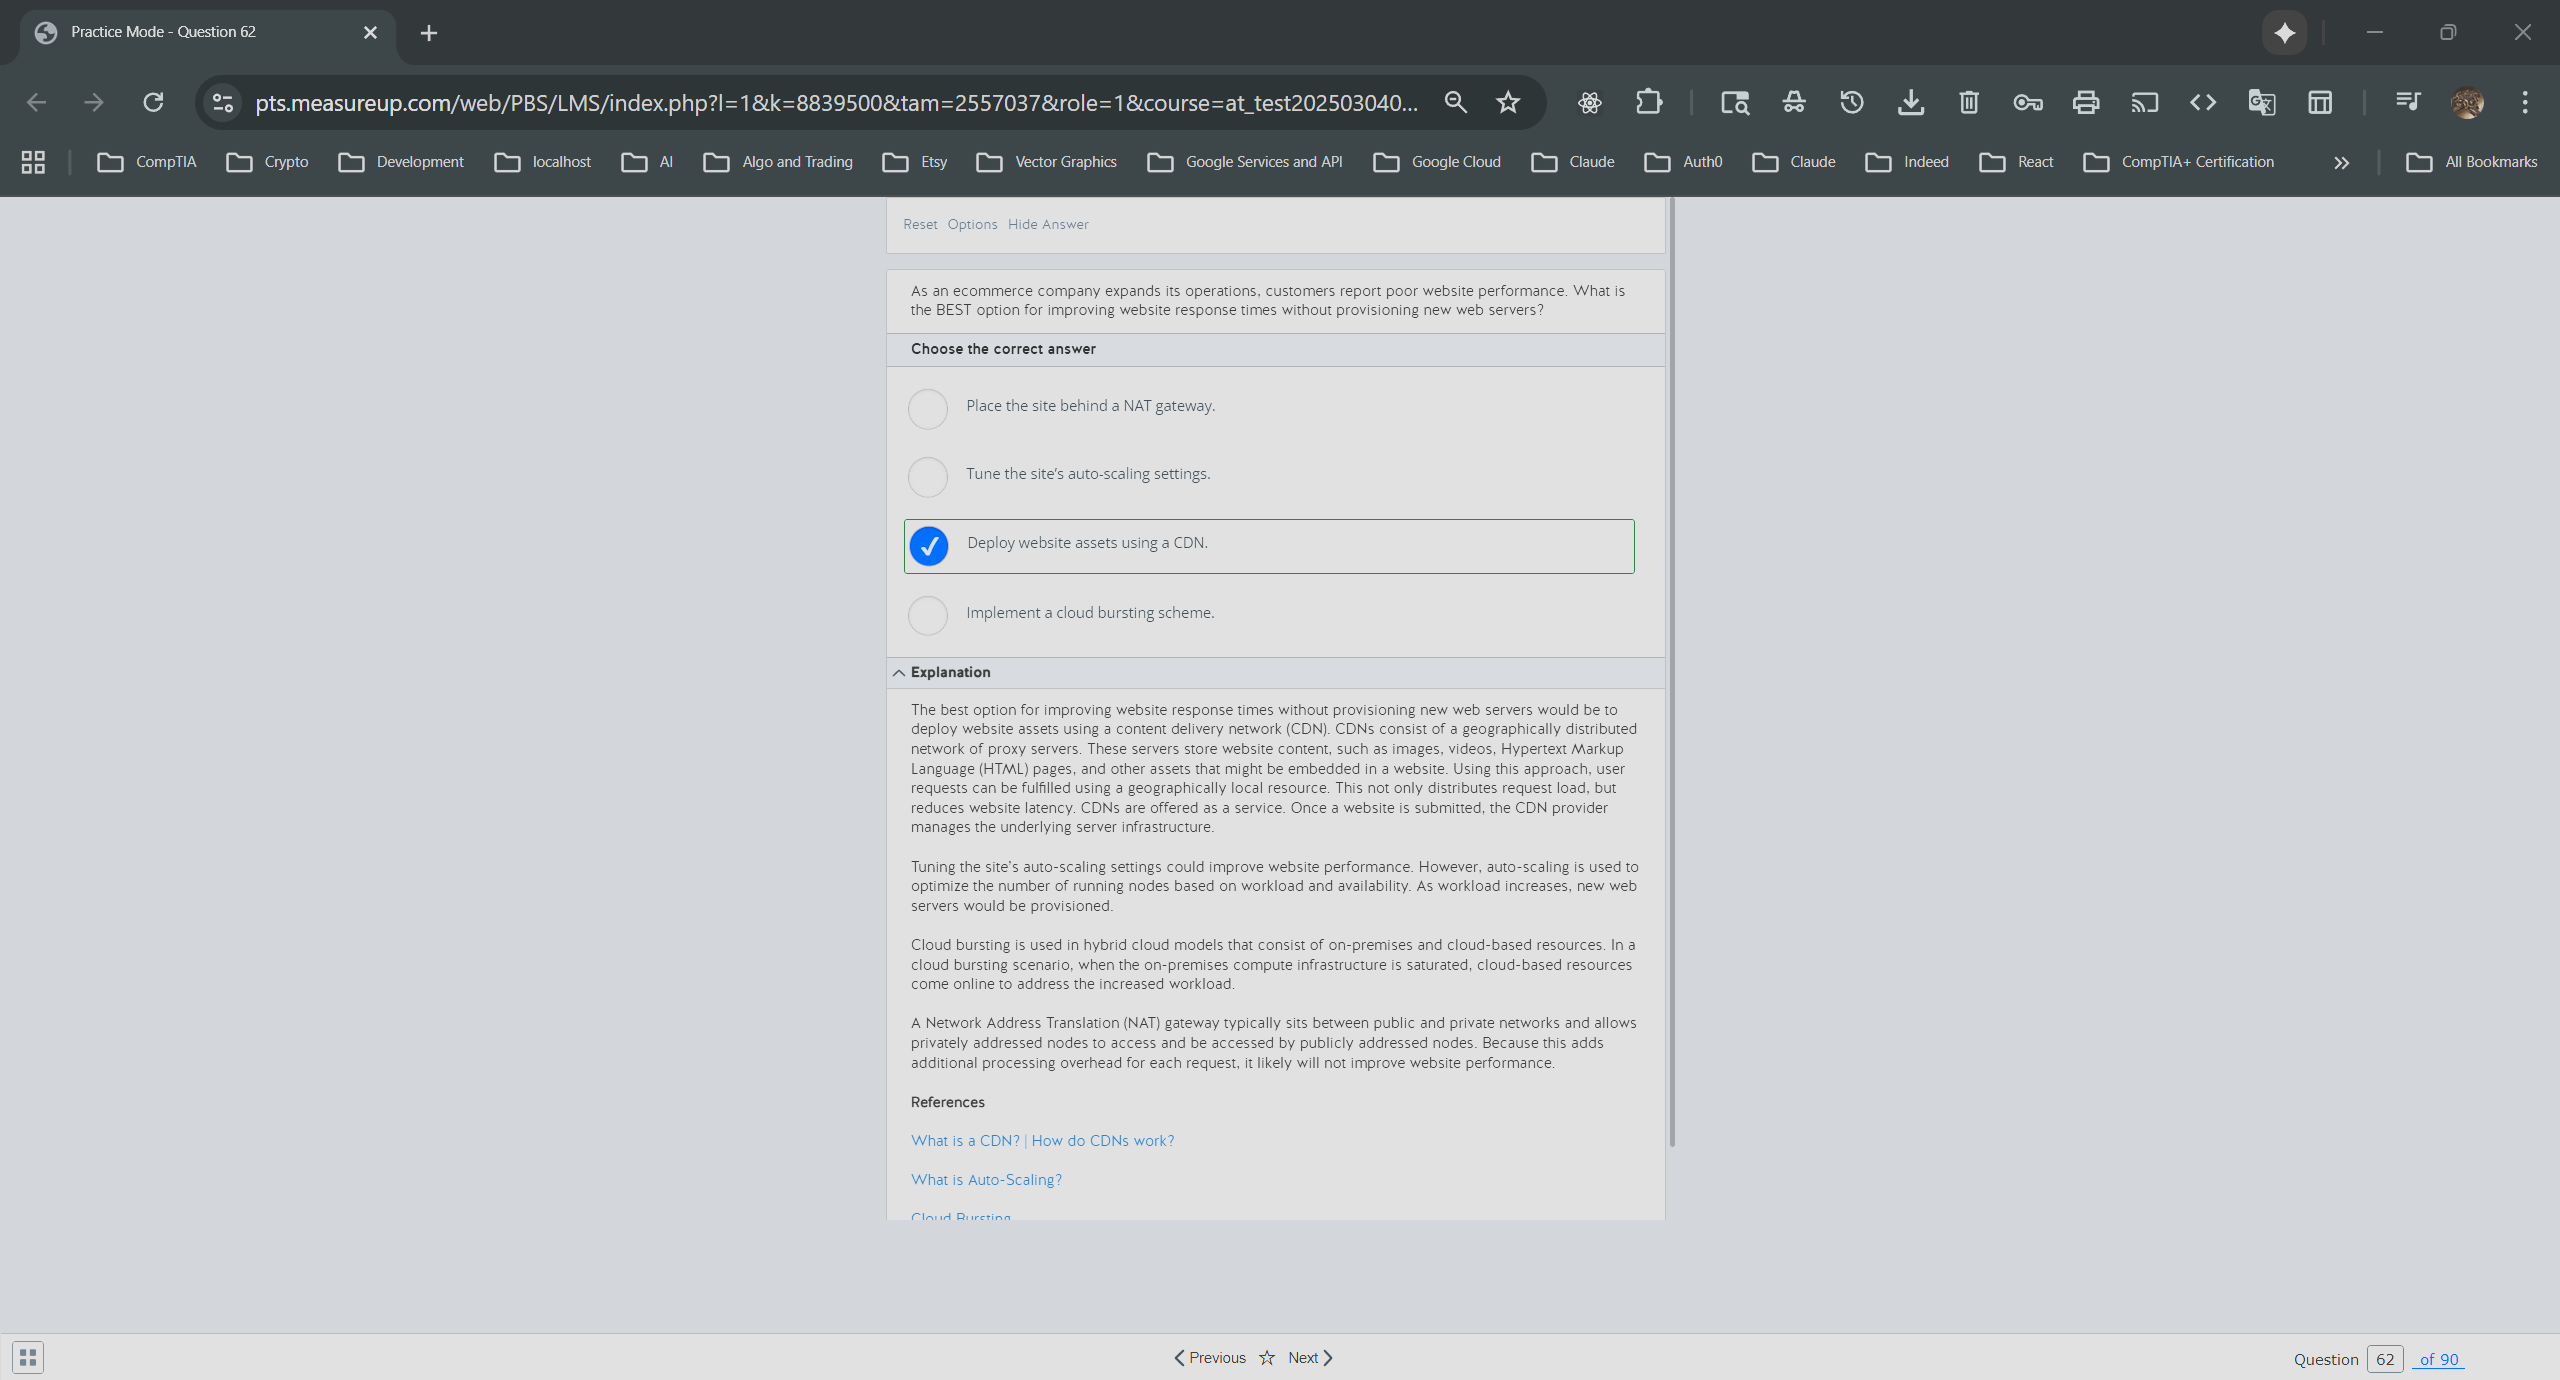 Practice Mode - Question 62
pts.measureup.com/web/PBS/LMS/index.php?l=1&k=8839500&tam=2557037&role=1&course=at_test202503040...
CompTIA Crypto Development localhost AI Algo and Trading Etsy Vector Graphics Google Services and API Google Cloud Claude Auth0 Claude Indeed React CompTIA+ Certification All Bookmarks
Reset Options Hide Answer
As an ecommerce company expands its operations, customers report poor website performance. What is
the BEST option for improving website response times without provisioning new web servers?
Choose the correct answer
Place the site behind a NAT gateway.
Tune the site's auto-scaling settings.
Deploy website assets using a CDN.
Implement a cloud bursting scheme.
Explanation
The best option for improving website response times without provisioning new web servers would be to
deploy website assets using a content delivery network (CDN). CDNs consist of a geographically distributed
network of proxy servers. These servers store website content, such as images, videos, Hypertext Markup
Language (HTML) pages, and other assets that might be embedded in a website. Using this approach, user
requests can be fulfilled using a geographically local resource. This not only distributes request load, but
reduces website latency. CDNs are offered as a service. Once a website is submitted, the CDN provider
manages the underlying server infrastructure.
Tuning the site's auto-scaling settings could improve website performance. However, auto-scaling is used to
optimize the number of running nodes based on workload and availability. As workload increases, new web
servers would be provisioned.
Cloud bursting is used in hybrid cloud models that consist of on-premises and cloud-based resources. In a
cloud bursting scenario, when the on-premises compute infrastructure is saturated, cloud-based resources
come online to address the increased workload.
A Network Address Translation (NAT) gateway typically sits between public and private networks and allows
privately addressed nodes to access and be accessed by publicly addressed nodes. Because this adds
additional processing overhead for each request, it likely will not improve website performance.
References
What is a CDN? | How do CDNs work?
What is Auto-Scaling?
Cloud Bursting
Previous Next
Question 62 of 90